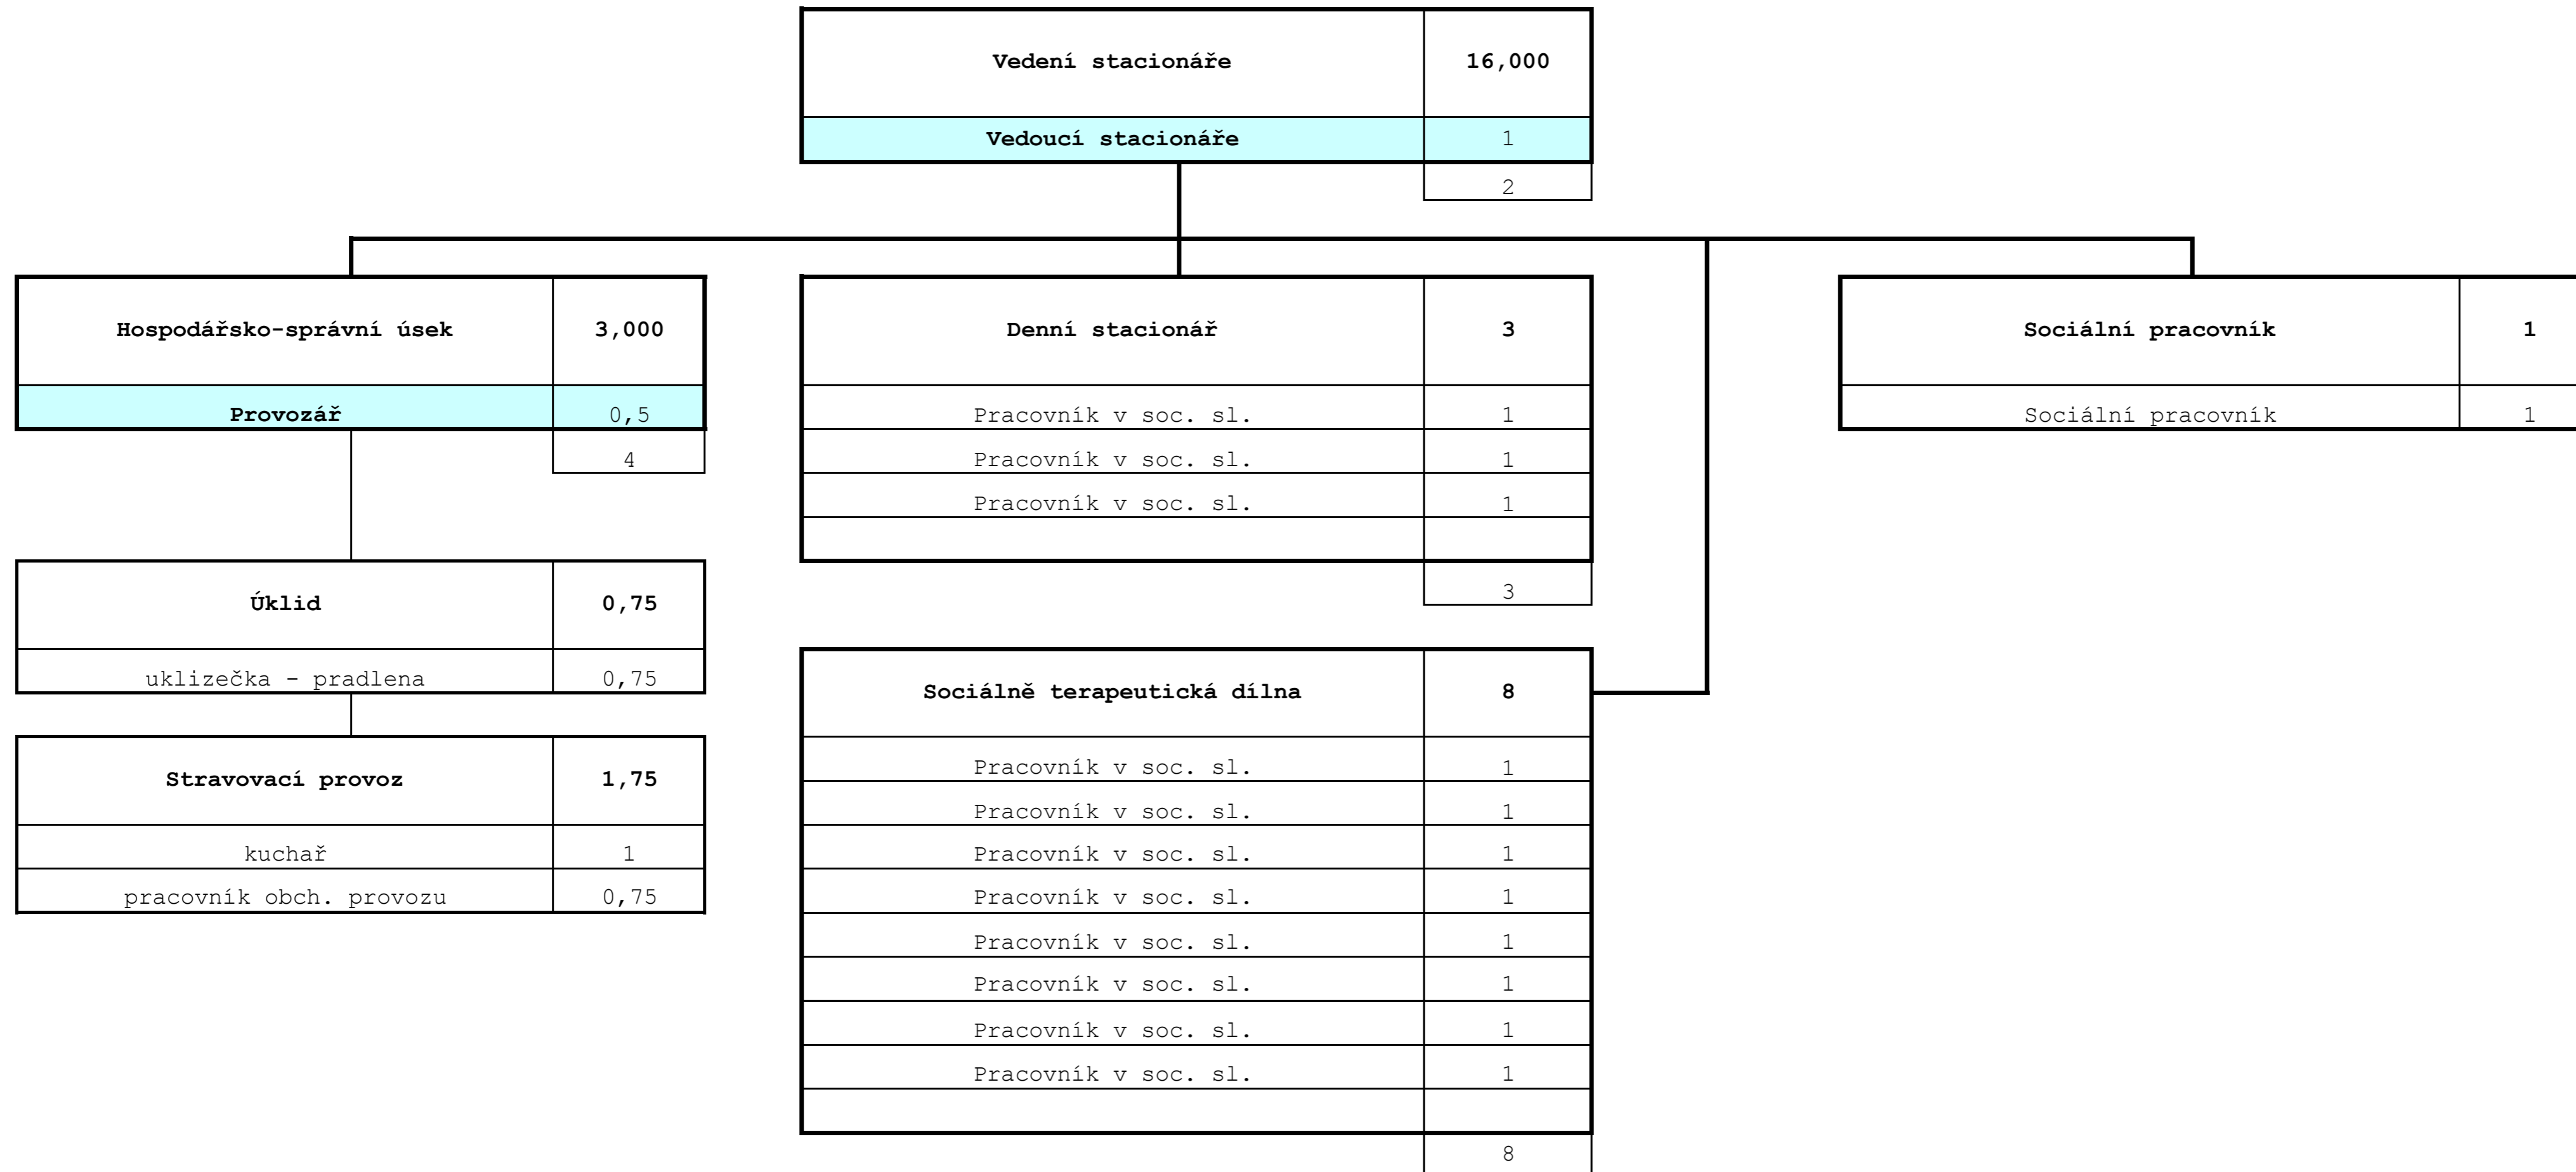 Vedení stacionáře 16,000
Vedoucí stacionáře 1
2
Hospodářsko-správní úsek 3,000
Provozář 0,5
4
Úklid 0,75
uklizečka - pradlena 0,75
Stravovací provoz 1,75
kuchař 1
pracovník obch. provozu 0,75
Denní stacionář 3
Pracovník v soc. sl. 1
Pracovník v soc. sl. 1
Pracovník v soc. sl. 1
3
Sociálně terapeutická dílna 8
Pracovník v soc. sl. 1
Pracovník v soc. sl. 1
Pracovník v soc. sl. 1
Pracovník v soc. sl. 1
Pracovník v soc. sl. 1
Pracovník v soc. sl. 1
Pracovník v soc. sl. 1
Pracovník v soc. sl. 1
8
Sociální pracovník 1
Sociální pracovník 1